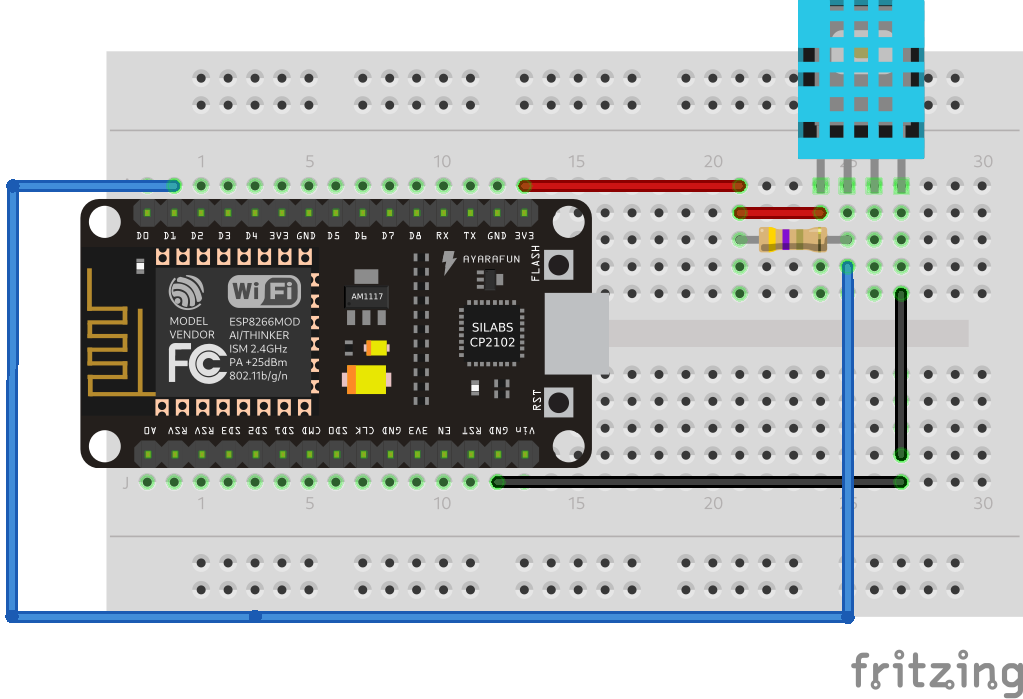 1 5 10 15 20 25 30
D0 D1 D2 D3 D4 3V3 GND D5 D6 D7 D8 RX TX GND 3V3
AYARAFUN
FLASH
WiFi
MODEL
VENDOR
ESP8266MOD
AI/THINKER
ISM 2.4GHz
PA +25dBm
802.11b/g/n
FC
AM1117
SILABS
CP2102
RST
A0 RSV RSV SD3 SD2 SD1 CMD SD0 CLK GND 3V3 EN RST GND Vin
J
1 5 15 20 25 30
fritzing